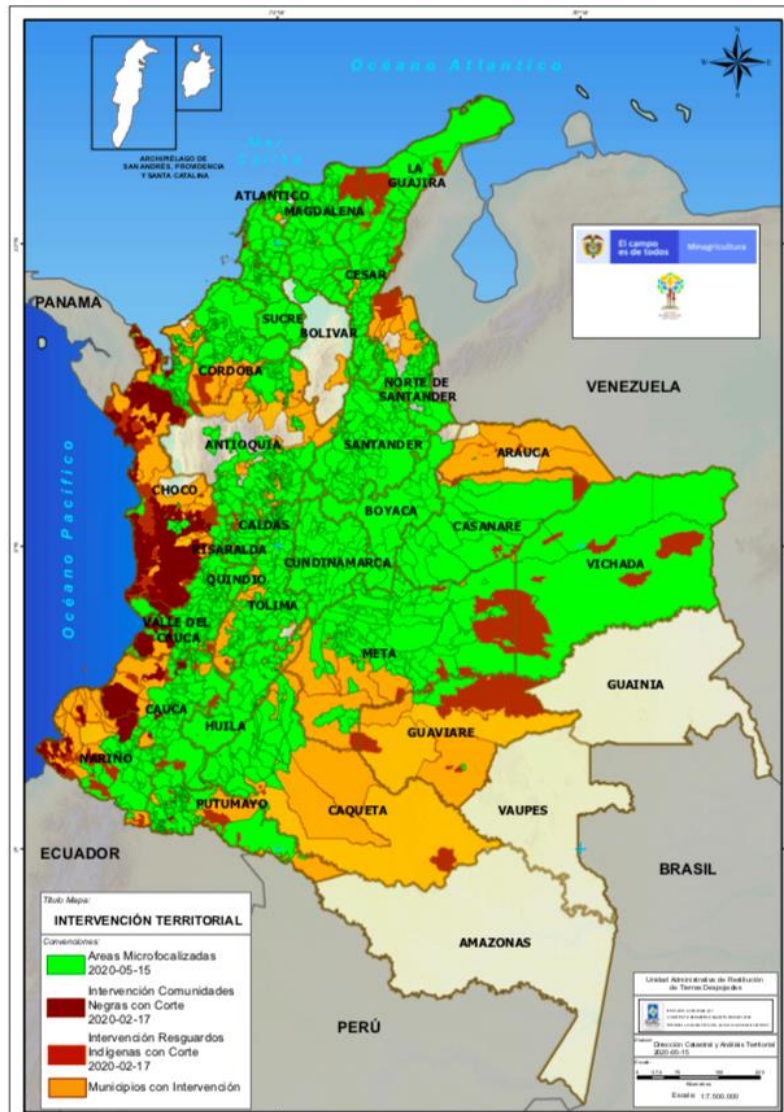 Océano Atlantico
Mar
ARCHIPIÉLAGO DE
SAN ANDRÉS, PROVIDENCIA
Y SANTA CATALINA
LA
GUAJIRA
ATLANTICO
MAGDALENA
El campo
es de todos
Minagricultura
CESAR
PANAMA
SUCRE
BOLIVAR
CORDOBA
NORTE DE
SANTANDER
VENEZUELA
ANTIOQUIA
SANTANDER
ARAUCA
CHOCO
BOYACA
CALDAS
CASANARE
Océano Pacífico
RISARALDA
CUNDINAMARCA
VICHADA
QUINDIO
TOLIMA
VALLE DEL
CAUCA
META
GUAINIA
CAUCA
HUILA
GUAVIARE
NARIÑO
PUTUMAYO
CAQUETA
VAUPES
ECUADOR
BRASIL
AMAZONAS
PERÚ
Título Mapa:
INTERVENCIÓN TERRITORIAL
Convenciones:
Areas Microfocalizadas
2020-05-15
Intervención Comunidades
Negras con Corte
2020-02-17
Intervención Resguardos
Indígenas con Corte
2020-02-17
Municipios con Intervención
Unidad Administrativa de Restitución
de Tierras Despojadas
Dirección Catastral y Análisis Territorial
2020-05-15
Escala: 1:7.500.000